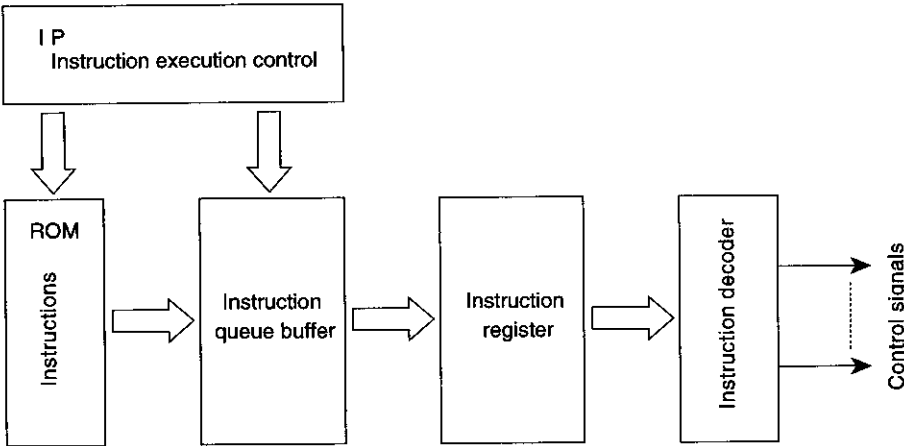 I P
Instruction execution control
ROM
Instructions
Instruction
queue buffer
Instruction
register
Instruction decoder
Control signals